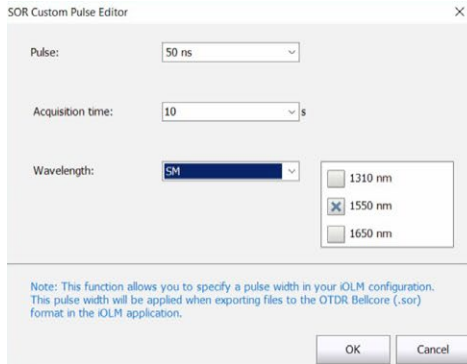 SOR Custom Pulse Editor
Pulse: 50 ns
Acquisition time: 10 s
Wavelength: SM
1310 nm
1550 nm
1650 nm
Note: This function allows you to specify a pulse width in your iOLM configuration.
This pulse width will be applied when exporting files to the OTDR Bellcore (.sor)
format in the iOLM application.
OK Cancel